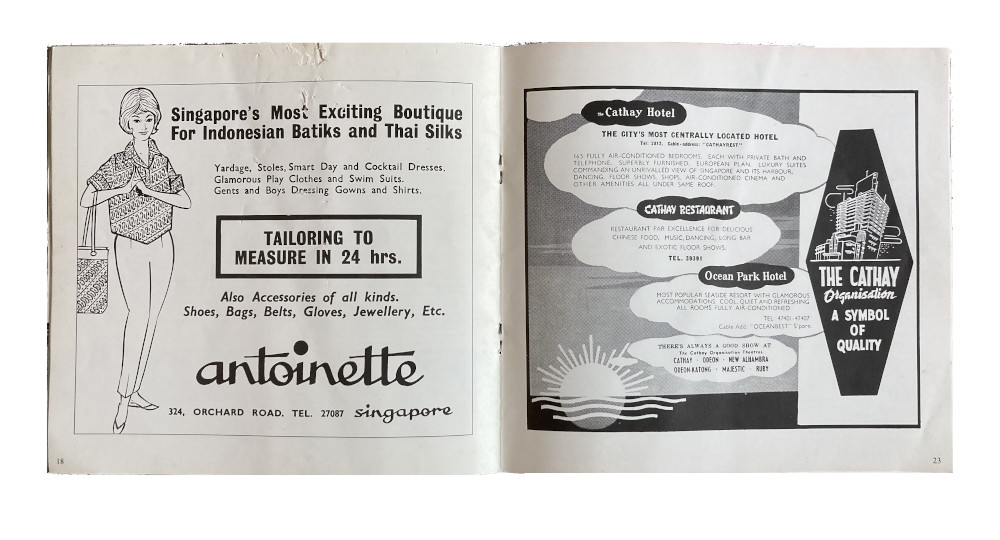 Singapore's Most Exciting Boutique
For Indonesian Batiks and Thai Silks
Yardage, Stoles, Smart Day and Cocktail Dresses,
Glamorous Play Clothes and Swim Suits.
Gents and Boys Dressing Gowns and Shirts.
TAILORING TO
MEASURE IN 24 hrs.
Also Accessories of all kinds.
Shoes, Bags, Belts, Gloves, Jewellery, Etc.
antoinette
324, ORCHARD ROAD. TEL. 27087 singapore
18
The Cathay Hotel
THE CITY'S MOST CENTRALLY LOCATED HOTEL
Tel. 2812. Cable-address: "CATHAYREST"
165 FULLY AIR-CONDITIONED BEDROOMS. EACH WITH PRIVATE BATH AND
TELEPHONE. SUPERBLY FURNISHED. EUROPEAN PLAN. LUXURY SUITES
COMMANDING AN UNRIVALLED VIEW OF SINGAPORE AND ITS HARBOUR,
DANCING, FLOOR SHOWS, SHOPS, AIR-CONDITIONED CINEMA AND
OTHER AMENITIES ALL UNDER SAME ROOF.
CATHAY RESTAURANT
RESTAURANT PAR EXCELLENCE FOR DELICIOUS
CHINESE FOOD, MUSIC, DANCING, LONG BAR
AND EXOTIC FLOOR SHOWS.
TEL. 30391
Ocean Park Hotel
MOST POPULAR SEASIDE RESORT WITH GLAMOROUS
ACCOMMODATIONS COOL, QUIET AND REFRESHING
ALL ROOMS FULLY AIR-CONDITIONED
TEL 47401-47407
Cable Add: "OCEANBEST" S'pore.
THERE'S ALWAYS A GOOD SHOW AT
The Cathay Organisation Theatres
CATHAY · ODEON · NEW ALHAMBRA
ODEON-KATONG · MAJESTIC · RUBY
THE CATHAY
Organisation
A SYMBOL
OF
QUALITY
23